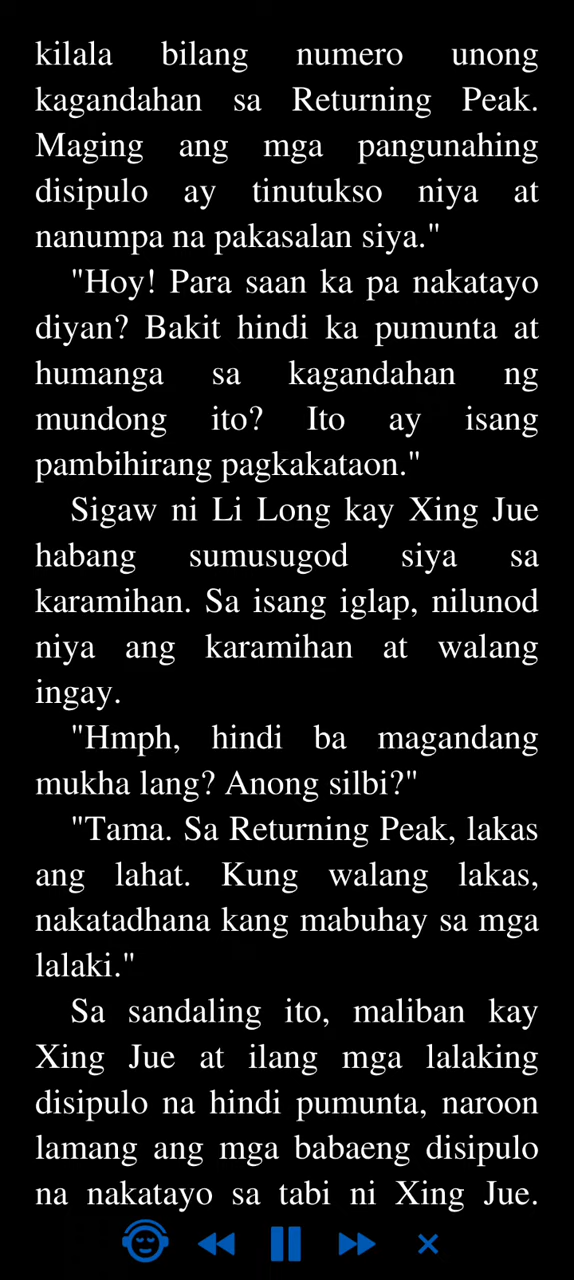 kilala bilang numero unong
kagandahan sa Returning Peak.
Maging ang mga pangunahing
disipulo ay tinutukso niya at
nanumpa na pakasalan siya."
"Hoy! Para saan ka pa nakatayo
diyan? Bakit hindi ka pumunta at
humanga sa kagandahan ng
mundong ito? Ito ay isang
pambihirang pagkakataon."
Sigaw ni Li Long kay Xing Jue
habang sumusugod siya sa
karamihan. Sa isang iglap, nilunod
niya ang karamihan at walang
ingay.
"Hmph, hindi ba magandang
mukha lang? Anong silbi?"
"Tama. Sa Returning Peak, lakas
ang lahat. Kung walang lakas,
nakatadhana kang mabuhay sa mga
lalaki."
Sa sandaling ito, maliban kay
Xing Jue at ilang mga lalaking
disipulo na hindi pumunta, naroon
lamang ang mga babaeng disipulo
na nakatayo sa tabi ni Xing Jue.